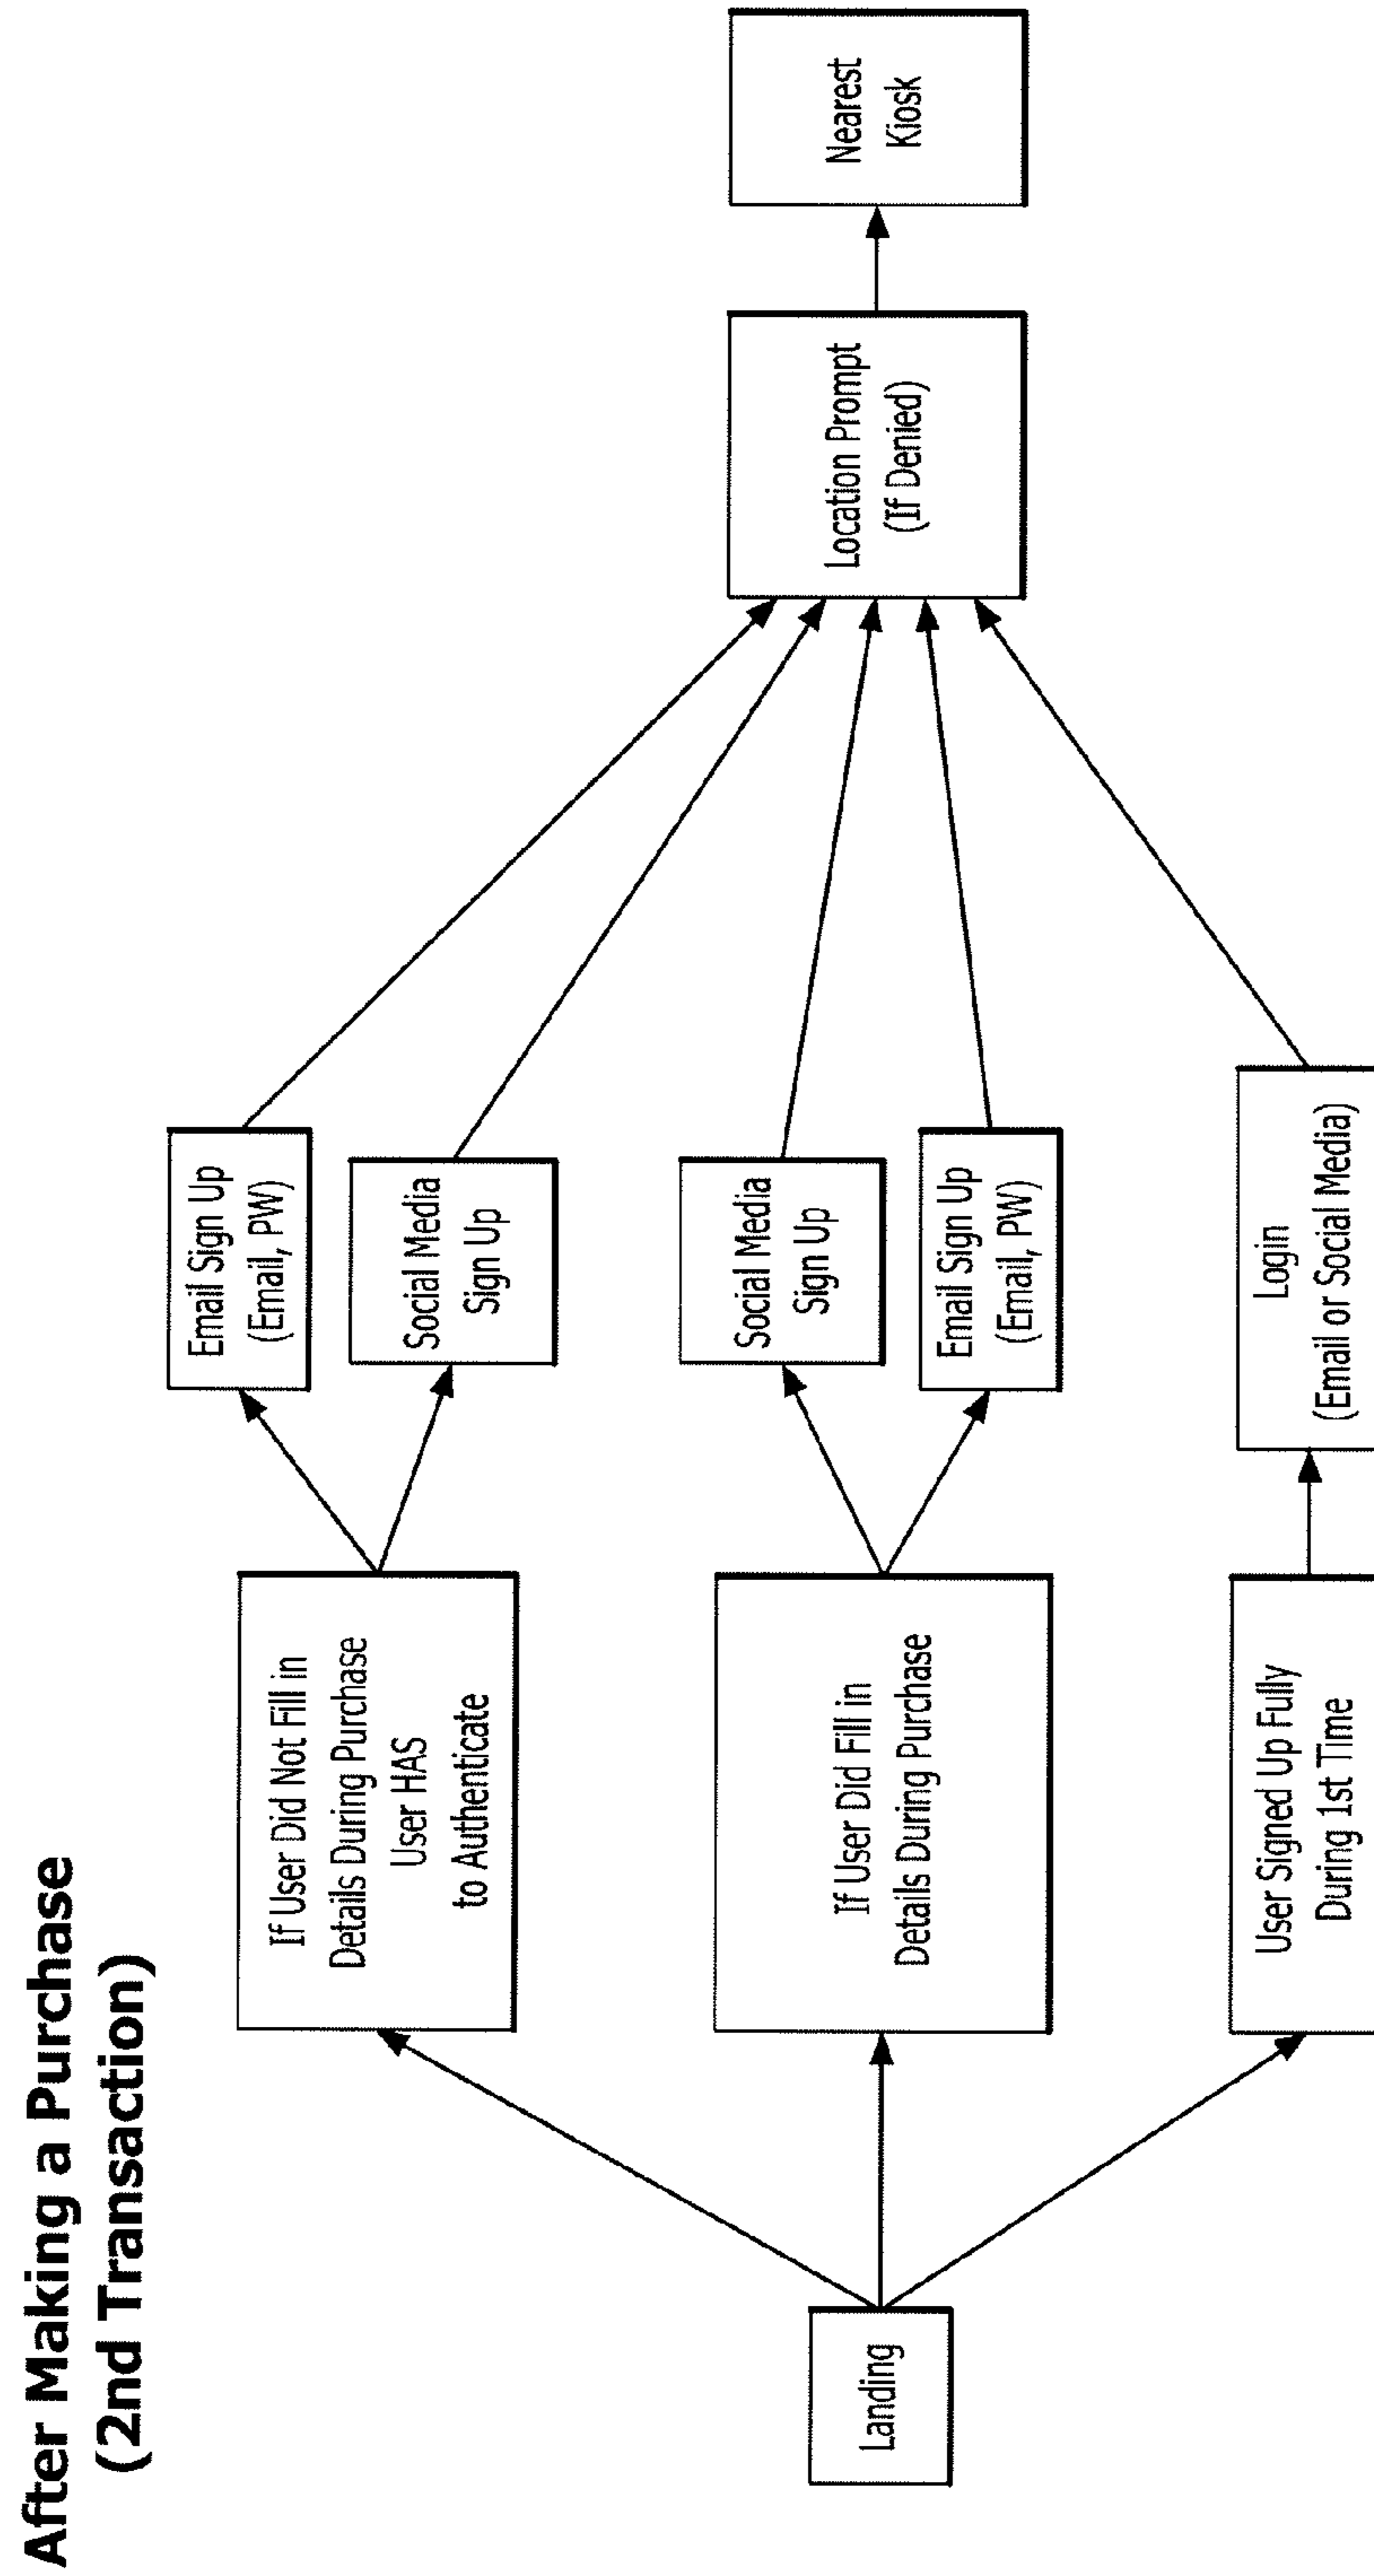 After Making a Purchase
(2nd Transaction)
Landing
If User Did Not Fill in
Details During Purchase
User HAS
to Authenticate
If User Did Fill in
Details During Purchase
User Signed Up Fully
During 1st Time
Email Sign Up
(Email, PW)
Social Media
Sign Up
Social Media
Sign Up
Email Sign Up
(Email, PW)
Login
(Email or Social Media)
Location Prompt
(If Denied)
Nearest
Kiosk